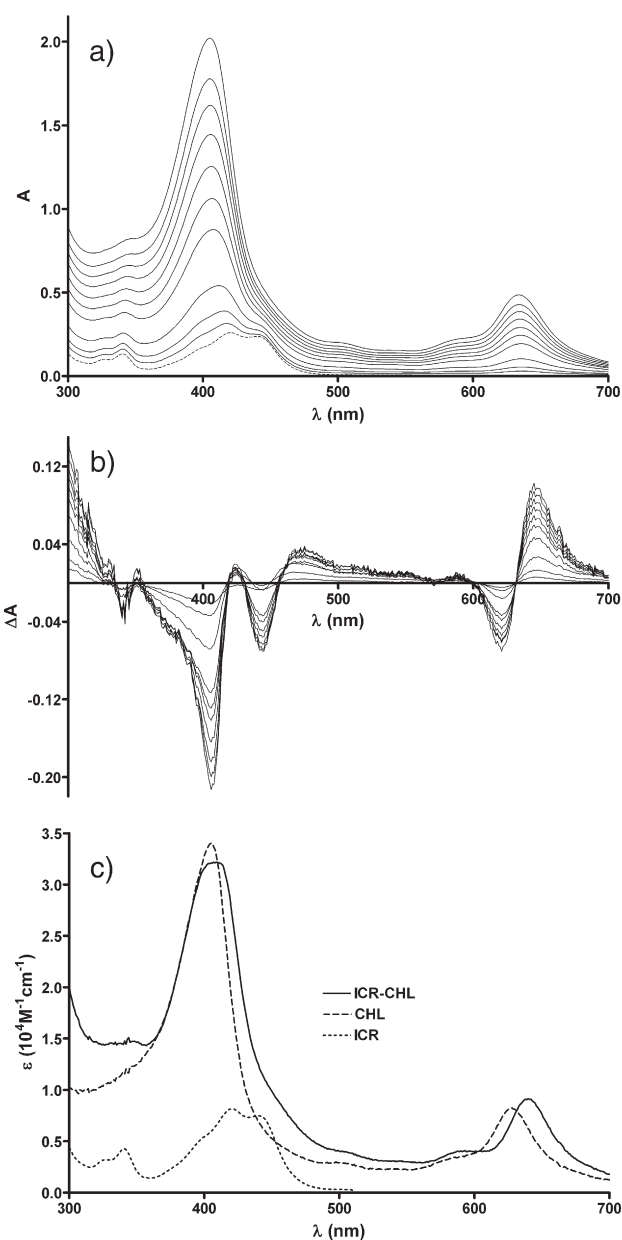 a)
A
2.0
1.5
1.0
0.5
0.0
300 400 500 600 700
λ (nm)
b)
ΔA
0.12
0.04
-0.04
-0.12
-0.20
400 500 600 700
λ (nm)
c)
ε (10⁴M⁻¹cm⁻¹)
3.5
3.0
2.5
2.0
1.5
1.0
0.5
0.0
ICR-CHL
CHL
ICR
300 400 500 600 700
λ (nm)